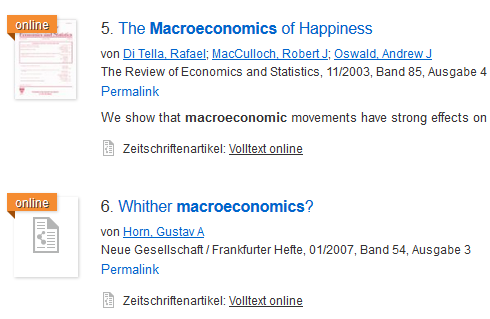 online
5. The Macroeconomics of Happiness
von Di Tella, Rafael; MacCulloch, Robert J; Oswald, Andrew J
The Review of Economics and Statistics, 11/2003, Band 85, Ausgabe 4
Permalink
We show that macroeconomic movements have strong effects on
Zeitschriftenartikel: Volltext online
online
6. Whither macroeconomics?
von Horn, Gustav A
Neue Gesellschaft / Frankfurter Hefte, 01/2007, Band 54, Ausgabe 3
Permalink
Zeitschriftenartikel: Volltext online